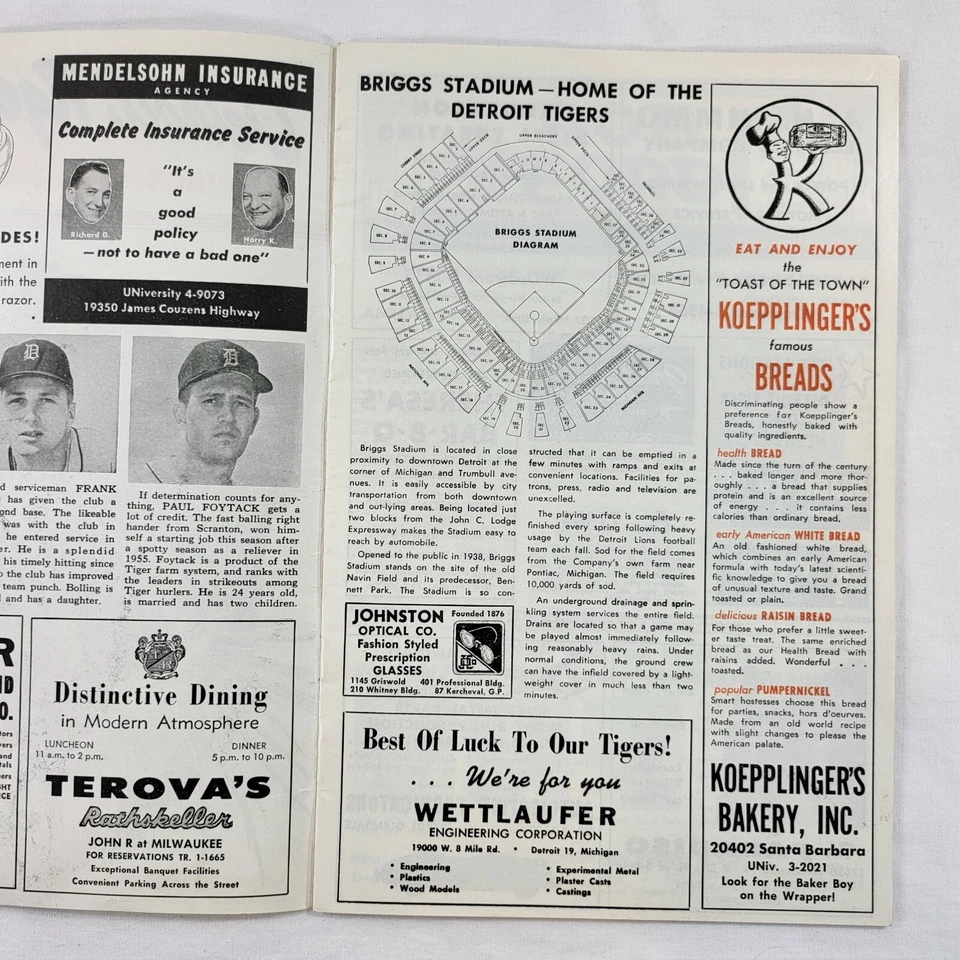 DES!
ment in
with the
razor.
MENDELSOHN INSURANCE
AGENCY
Complete Insurance Service
"It's
a
good
policy
—not to have a bad one"
Richard G.
Harry K.
UNiversity 4-9073
19350 James Couzens Highway
D
D
d serviceman FRANK
has given the club a
ond base. The likeable
was with the club in
he entered service in
er. He is a splendid
his timely hitting since
o the club has improved
team punch. Bolling is
l and has a daughter.
If determination counts for any-
thing, PAUL FOYTACK gets a
lot of credit. The fast balling right
hander from Scranton, won him-
self a starting job this season after
a spotty season as a reliever in
1955. Foytack is a product of the
Tiger farm system, and ranks with
the leaders in strikeouts among
Tiger hurlers. He is 24 years old,
is married and has two children.
R
ND
O.
Distinctive Dining
in Modern Atmosphere
LUNCHEON
11 a.m. to 2 p.m.
DINNER
5 p.m. to 10 p.m.
TEROVA'S
Rathskeller
JOHN R at MILWAUKEE
FOR RESERVATIONS TR. 1-1665
Exceptional Banquet Facilities
Convenient Parking Across the Street
BRIGGS STADIUM—HOME OF THE
DETROIT TIGERS
UPPER BLEACHERS
UPPER DECK
UPPER DECK
CHERRY STREET
BRIGGS STADIUM
DIAGRAM
MICHIGAN AVE.
Briggs Stadium is located in close
proximity to downtown Detroit at the
corner of Michigan and Trumbull ave-
nues. It is easily accessible by city
transportation from both downtown
and out-lying areas. Being located just
two blocks from the John C. Lodge
Expressway makes the Stadium easy to
reach by automobile.
Opened to the public in 1938, Briggs
Stadium stands on the site of the old
Navin Field and its predecessor, Ben-
nett Park. The Stadium is so con-
structed that it can be emptied in a
few minutes with ramps and exits at
convenient locations. Facilities for pa-
trons, press, radio and television are
unexcelled.
The playing surface is completely re-
finished every spring following heavy
usage by the Detroit Lions football
team each fall. Sod for the field comes
from the Company's own farm near
Pontiac, Michigan. The field requires
10,000 yards of sod.
An underground drainage and sprin-
kling system services the entire field.
Drains are located so that a game may
be played almost immediately follow-
ing reasonably heavy rains. Under
normal conditions, the ground crew
can have the infield covered by a light-
weight cover in much less than two
minutes.
JOHNSTON
Founded 1876
OPTICAL CO.
Fashion Styled
Prescription
GLASSES
1145 Griswold 401 Professional Bldg.
210 Whitney Bldg. 87 Kercheval, G.P.
Best Of Luck To Our Tigers!
. . . We're for you
WETTLAUFER
ENGINEERING CORPORATION
19000 W. 8 Mile Rd. • Detroit 19, Michigan
• Engineering
• Plastics
• Wood Models
• Experimental Metal
• Plaster Casts
• Castings
K
EAT AND ENJOY
the
"TOAST OF THE TOWN"
KOEPPLINGER'S
famous
BREADS
Discriminating people show a
preference for Koepplinger's
Breads, honestly baked with
quality ingredients.
health BREAD
Made since the turn of the century
. . . baked longer and more thor-
oughly . . . a bread that supplies
protein and is an excellent source
of energy . . . it contains less
calories than ordinary bread.
early American WHITE BREAD
An old fashioned white bread,
which combines an early American
formula with today's latest scienti-
fic knowledge to give you a bread
of unusual texture and taste. Grand
toasted or plain.
delicious RAISIN BREAD
For those who prefer a little sweet-
er taste treat. The same enriched
bread as our Health Bread with
raisins added. Wonderful . . .
toasted.
popular PUMPERNICKEL
Smart hostesses choose this bread
for parties, snacks, hors d'oeurves.
Made from an old world recipe
with slight changes to please the
American palate.
KOEPPLINGER'S
BAKERY, INC.
20402 Santa Barbara
UNiv. 3-2021
Look for the Baker Boy
on the Wrapper!